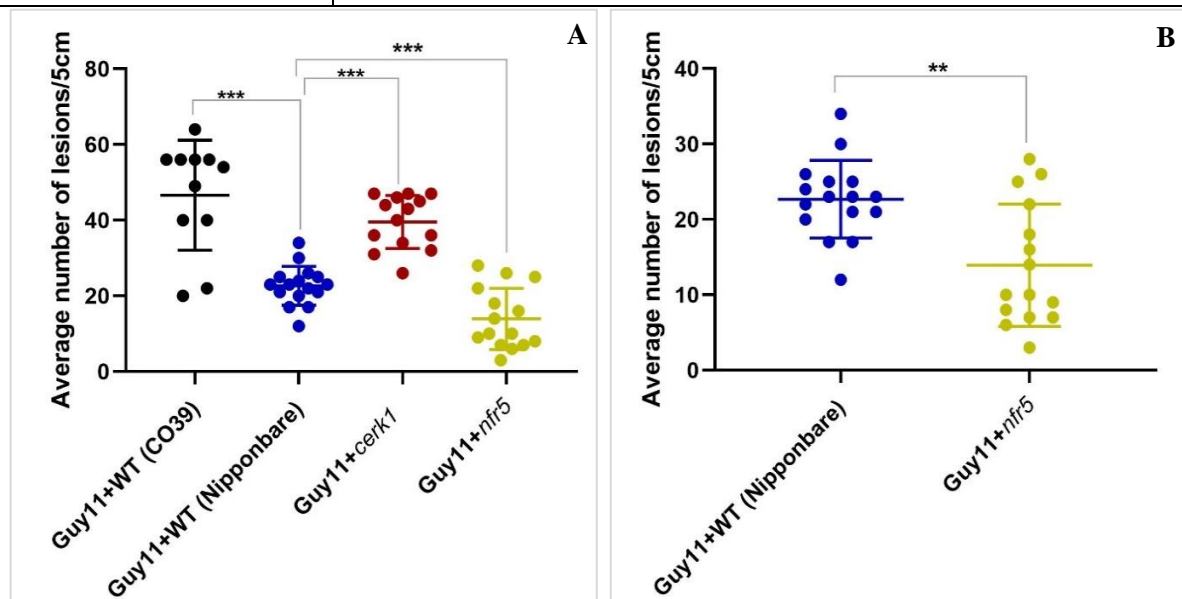 A
***
***
***
Average number of lesions/5cm
80
60
40
20
0
Guy11+WT (CO39)
Guy11+WT (Nipponbare)
Guy11+cerk1
Guy11+nfr5
B
**
Average number of lesions/5cm
40
30
20
10
0
Guy11+WT (Nipponbare)
Guy11+nfr5